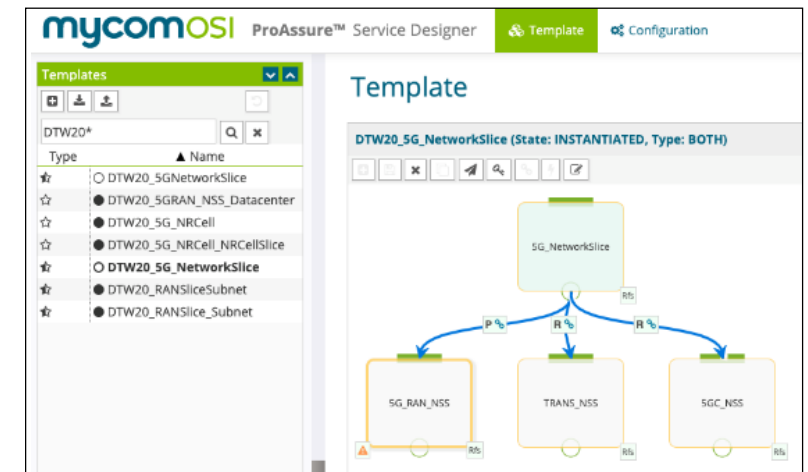 mycomOSI ProAssure™ Service Designer Template Configuration
Templates
DTW20*
Type ▲ Name
DTW20_5GNetworkSlice
DTW20_5GRAN_NSS_Datacenter
DTW20_5G_NRCell
DTW20_5G_NRCell_NRCellSlice
DTW20_5G_NetworkSlice
DTW20_RANSliceSubnet
DTW20_RANSlice_Subnet
Template
DTW20_5G_NetworkSlice (State: INSTANTIATED, Type: BOTH)
5G_NetworkSlice
Rfs
P
R
R
5G_RAN_NSS
Rfs
TRANS_NSS
Rfs
5GC_NSS
Rfs